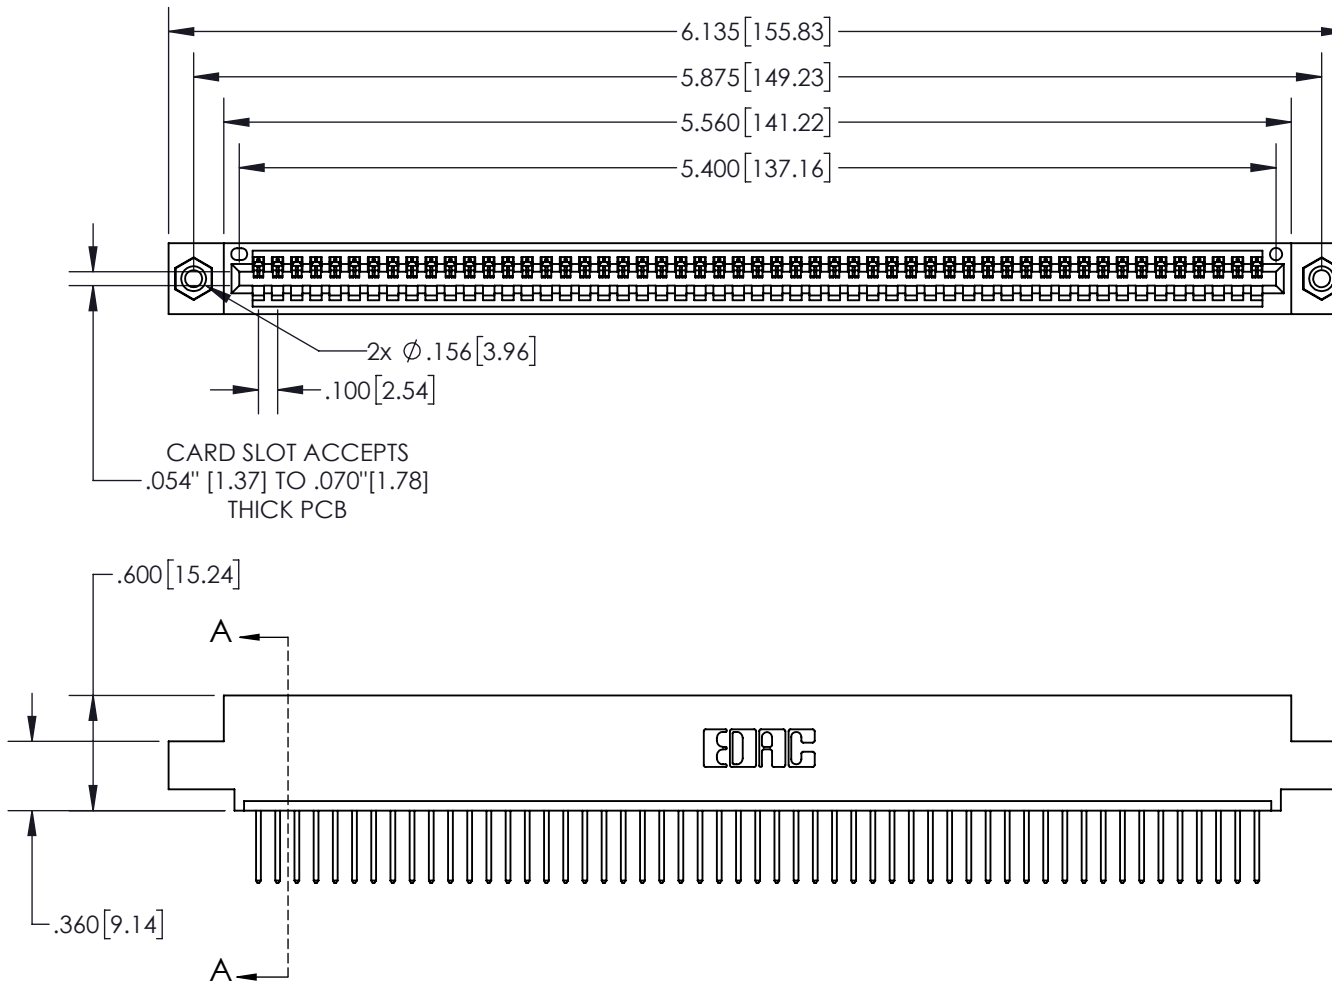 6.135[155.83]
5.875[149.23]
5.560[141.22]
5.400[137.16]
2x Ø.156[3.96]
.100[2.54]
CARD SLOT ACCEPTS
.054" [1.37] TO .070"[1.78]
THICK PCB
.600[15.24]
A
EDAC
.360[9.14]
A